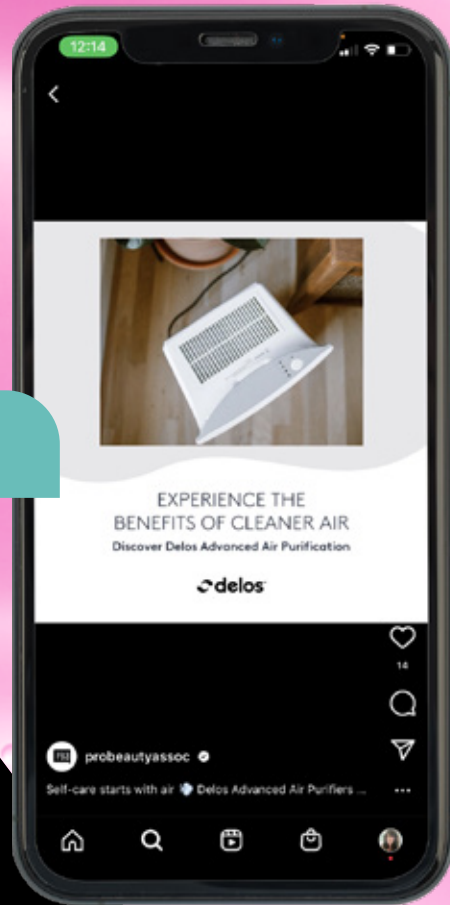 12:14
EXPERIENCE THE
BENEFITS OF CLEANER AIR
Discover Delos Advanced Air Purification
delos
14
probeautyassoc
Self-care starts with air 💨 Delos Advanced Air Purifiers ...